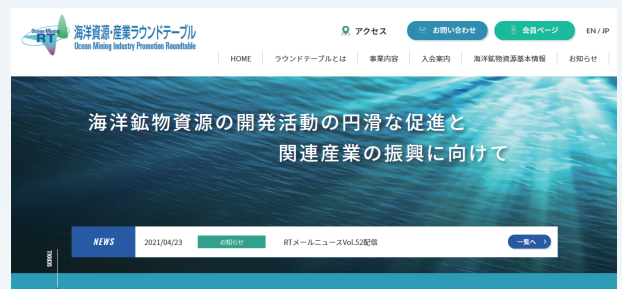 Ocean Mining
RT
海洋資源・産業ラウンドテーブル
Ocean Mining Industry Promotion Roundtable
アクセス
お問い合わせ
会員ページ
EN / JP
HOME
ラウンドテーブルとは
事業内容
入会案内
海洋鉱物資源基本情報
お知らせ
海洋鉱物資源の開発活動の円滑な促進と
関連産業の振興に向けて
NEWS
2021/04/23
お知らせ
RTメールニュースVol.52配信
一覧へ
SCROLL